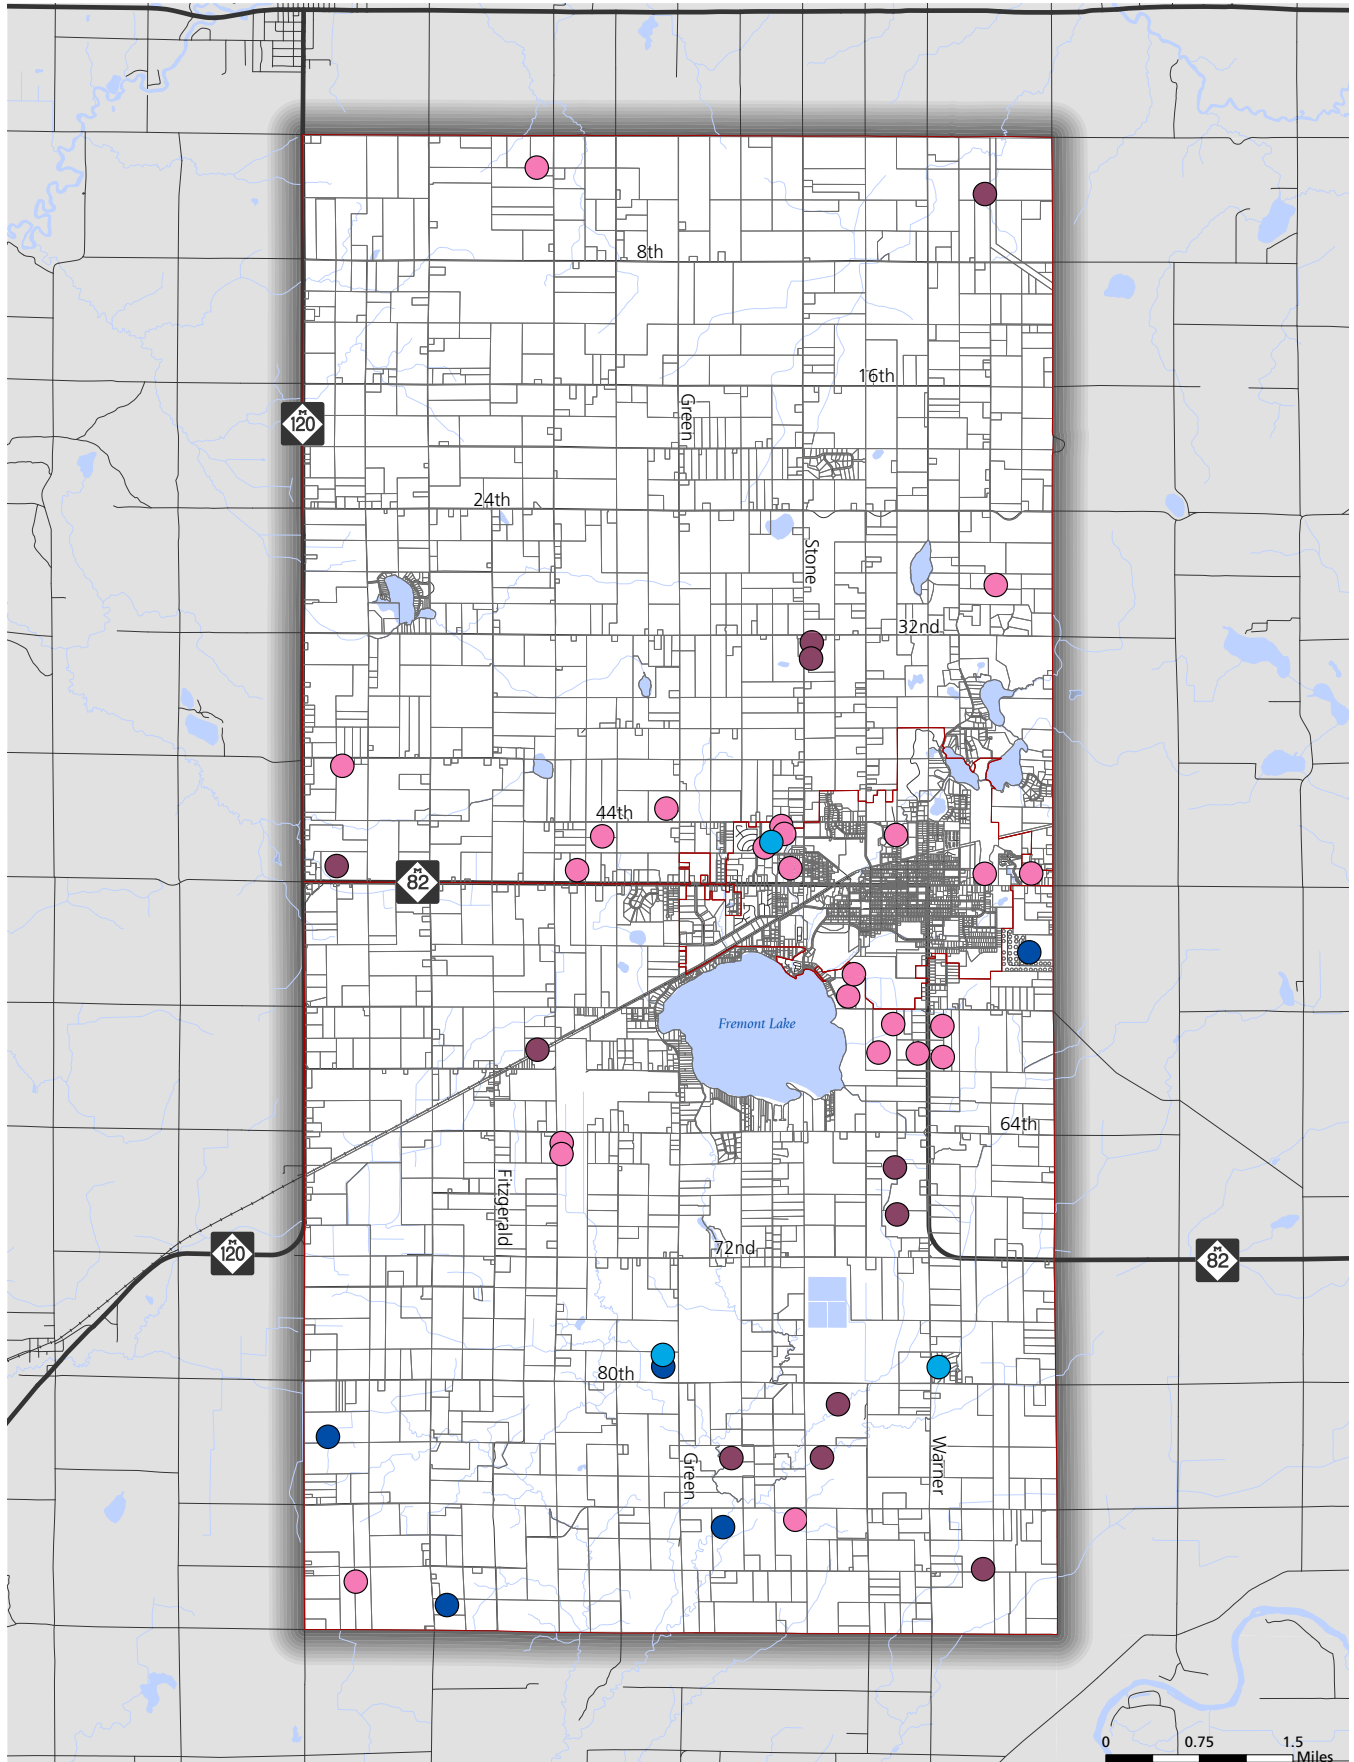 8th
16th
M
120
Green
24th
Stone
32nd
44th
M
82
Fremont Lake
64th
Fitzgerald
72nd
M
120
M
82
80th
Warner
Green
0 0.75 1.5
Miles